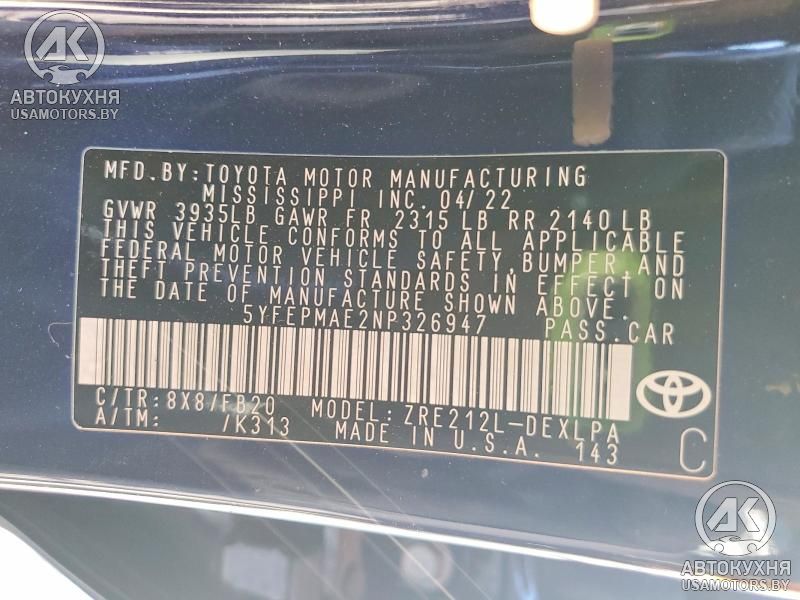 AK
АВТОКУХНЯ
USAMOTORS.BY
MFD.BY:TOYOTA MOTOR MANUFACTURING
MISSISSIPPI INC. 04/22
GVWR 3935LB GAWR FR 2315 LB RR 2140 LB
THIS VEHICLE CONFORMS TO ALL APPLICABLE
FEDERAL MOTOR VEHICLE SAFETY, BUMPER, AND
THEFT PREVENTION STANDARDS IN EFFECT ON
THE DATE OF MANUFACTURE SHOWN ABOVE.
5YFEPMAE2NP326947 PASS.CAR
C/TR: 8X8/FB20 MODEL: ZRE212L-DEXLPA
A/TM: /K313 MADE IN U.S.A. 143
C
AK
АВТОКУХНЯ
USAMOTORS.BY